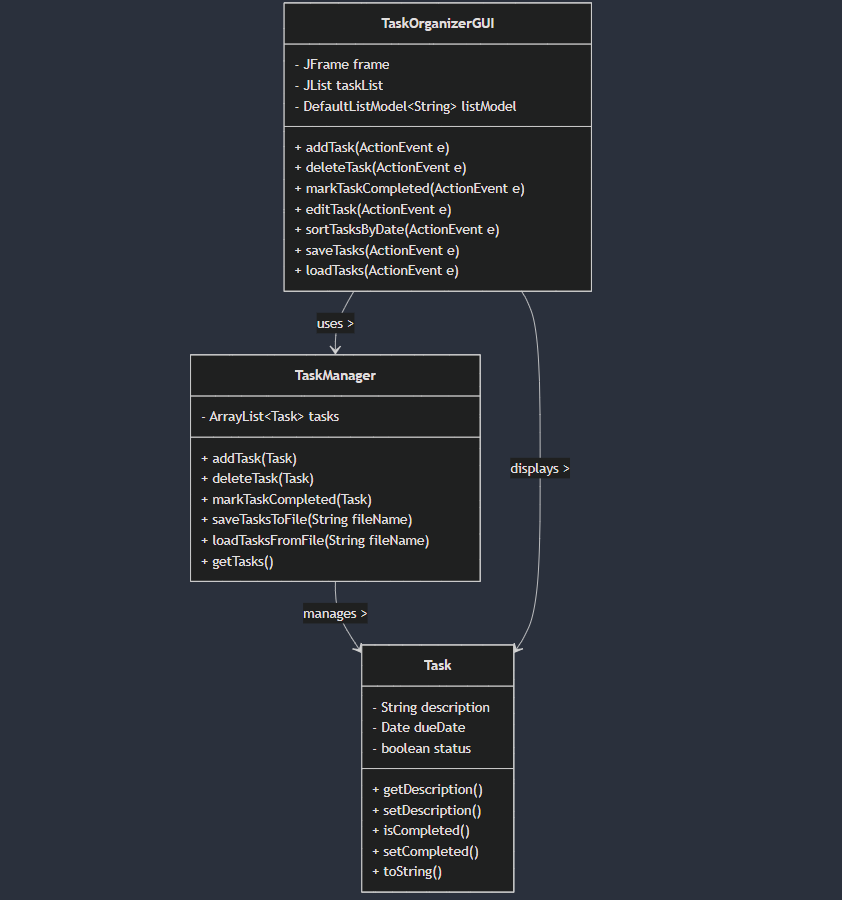 TaskOrganizerGUI
- JFrame frame
- JList taskList
- DefaultListModel<String> listModel
+ addTask(ActionEvent e)
+ deleteTask(ActionEvent e)
+ markTaskCompleted(ActionEvent e)
+ editTask(ActionEvent e)
+ sortTasksByDate(ActionEvent e)
+ saveTasks(ActionEvent e)
+ loadTasks(ActionEvent e)
uses >
TaskManager
- ArrayList<Task> tasks
+ addTask(Task)
+ deleteTask(Task)
+ markTaskCompleted(Task)
+ saveTasksToFile(String fileName)
+ loadTasksFromFile(String fileName)
+ getTasks()
displays >
manages >
Task
- String description
- Date dueDate
- boolean status
+ getDescription()
+ setDescription()
+ isCompleted()
+ setCompleted()
+ toString()